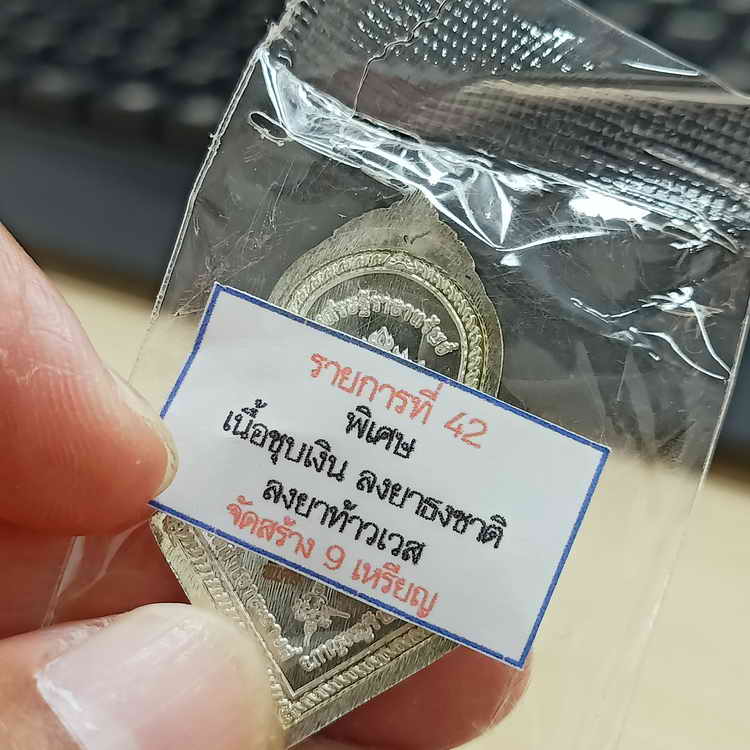 รายการที่ 42
พิเศษ
เนื้อชุบเงิน ลงยาธงชาติ
ลงยาท้าวเวส
จัดสร้าง 9 เหรียญ